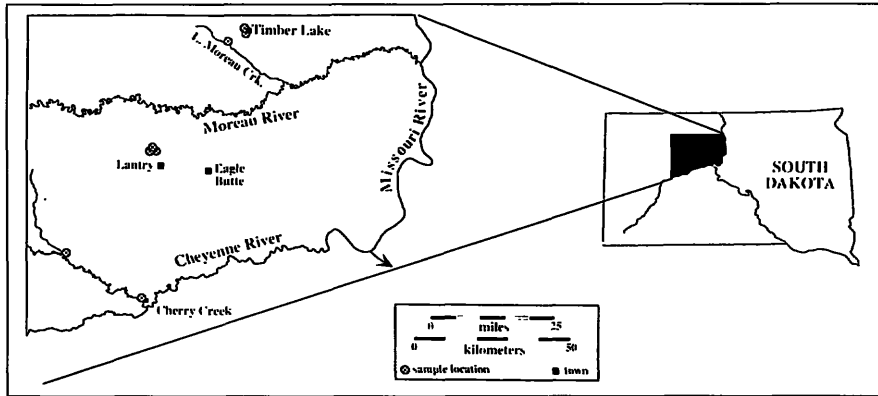 Timber Lake
L. Moreau Crk.
Moreau River
Missouri River
Lantry
Eagle
Butte
Cheyenne River
Cherry Creek
SOUTH
DAKOTA
0 miles 25
0 kilometers 50
sample location
town